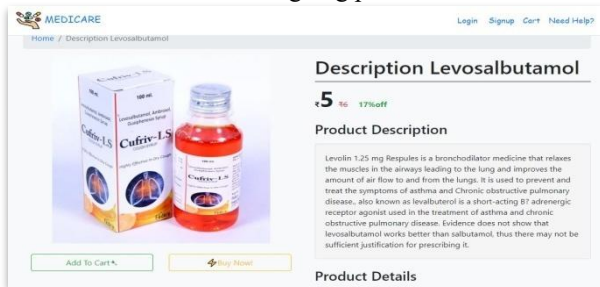 MEDICARE
Login Signup Cart Need Help?
Home / Description Levosalbutamol
100 ml
Cufriv-LS
Cufriv-LS
Description Levosalbutamol
₹5 ₹6 17%off
Product Description
Levolin 1.25 mg Respules is a bronchodilator medicine that relaxes
the muscles in the airways leading to the lung and improves the
amount of air flow to and from the lungs. It is used to prevent and
treat the symptoms of asthma and Chronic obstructive pulmonary
disease., also known as levalbuterol is a short-acting B? adrenergic
receptor agonist used in the treatment of asthma and chronic
obstructive pulmonary disease. Evidence does not show that
levosalbutamol works better than salbutamol, thus there may not be
sufficient justification for prescribing it.
Add To Cart
Buy Now!
Product Details